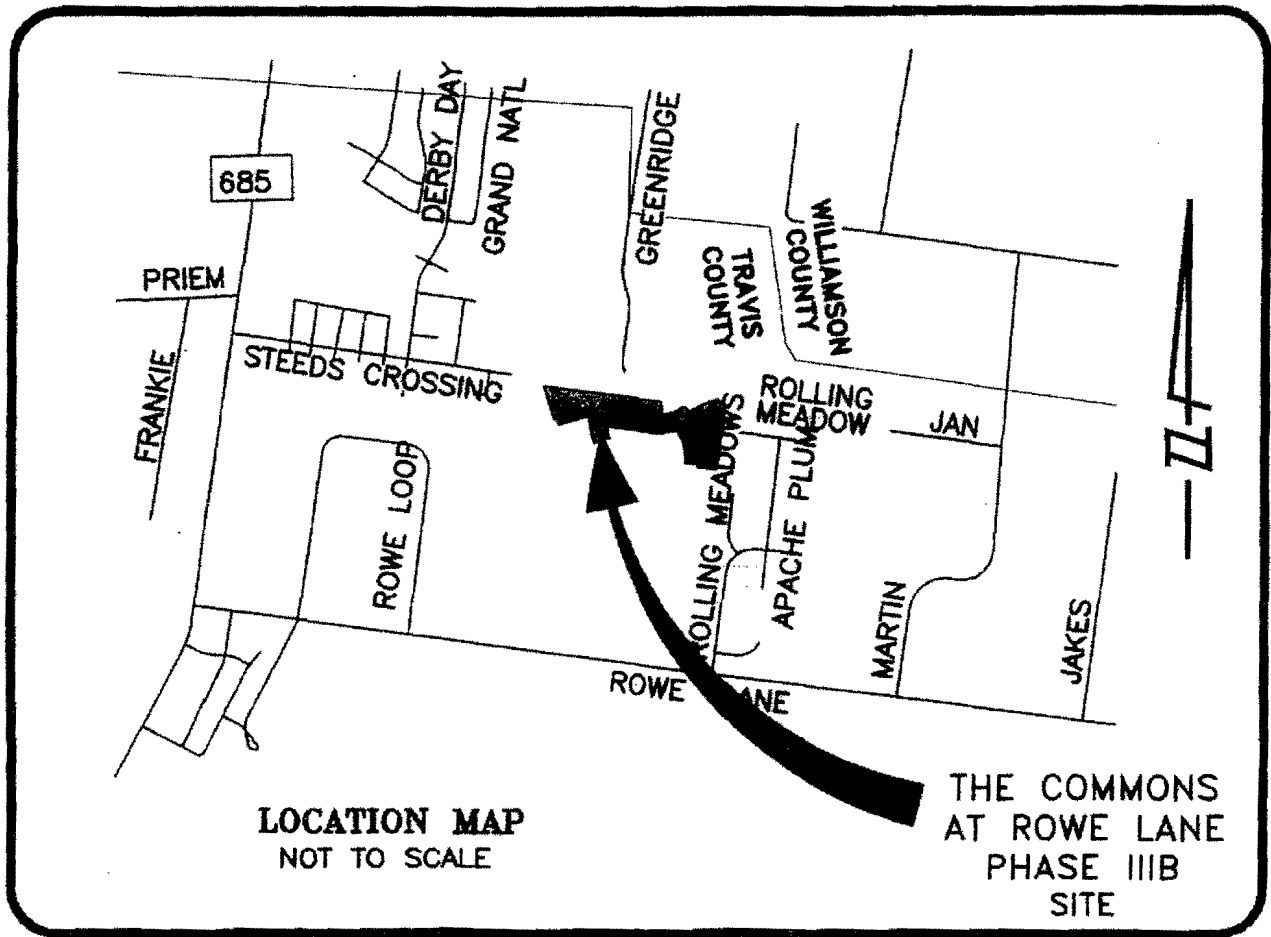 DERBY DAY
GRAND NATL
GREENRIDGE
685
WILLIAMSON
COUNTY
TRAVIS
COUNTY
PRIEM
FRANKIE
STEEDS CROSSING
ROLLING
MEADOW
JAN
ROWE LOOP
ROLLING MEADOWS
APACHE PLUM
MARTIN
JAKES
ROWE LANE
N
LOCATION MAP
NOT TO SCALE
THE COMMONS
AT ROWE LANE
PHASE IIIB
SITE